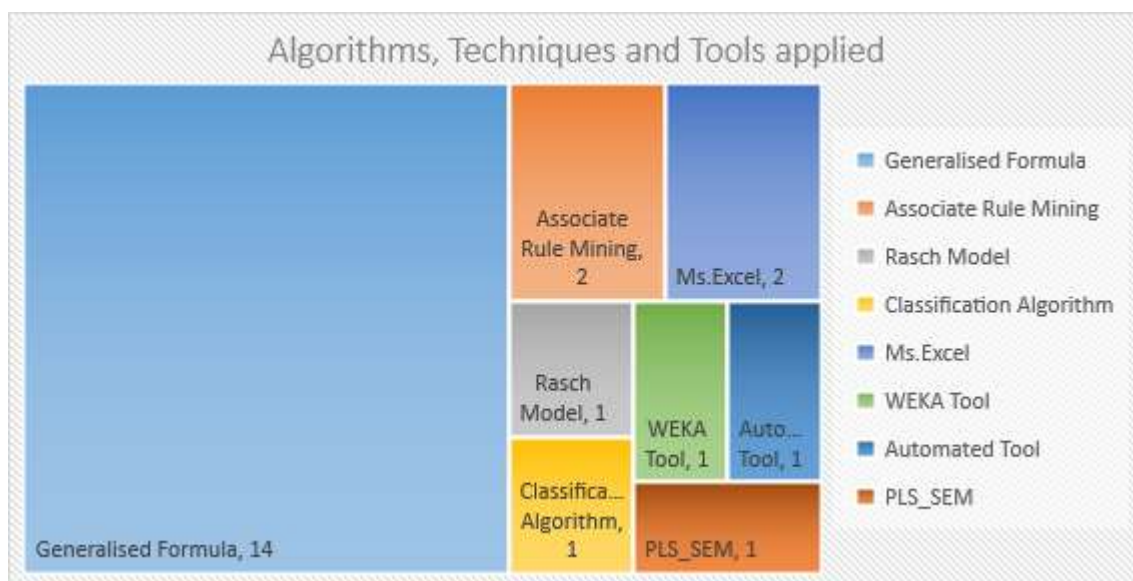 Algorithms, Techniques and Tools applied
Generalised Formula, 14
Associate
Rule Mining,
2
Ms.Excel, 2
Rasch
Model, 1
Classifica...
Algorithm,
1
WEKA
Tool, 1
Auto...
Tool, 1
PLS_SEM, 1
Generalised Formula
Associate Rule Mining
Rasch Model
Classification Algorithm
Ms.Excel
WEKA Tool
Automated Tool
PLS_SEM